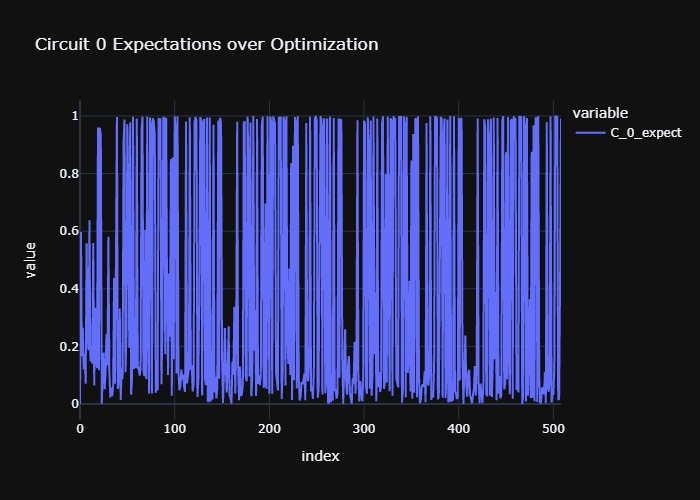 Circuit 0 Expectations over Optimization
variable
C_0_expect
1
0.8
0.6
0.4
0.2
0
value
0 100 200 300 400 500
index